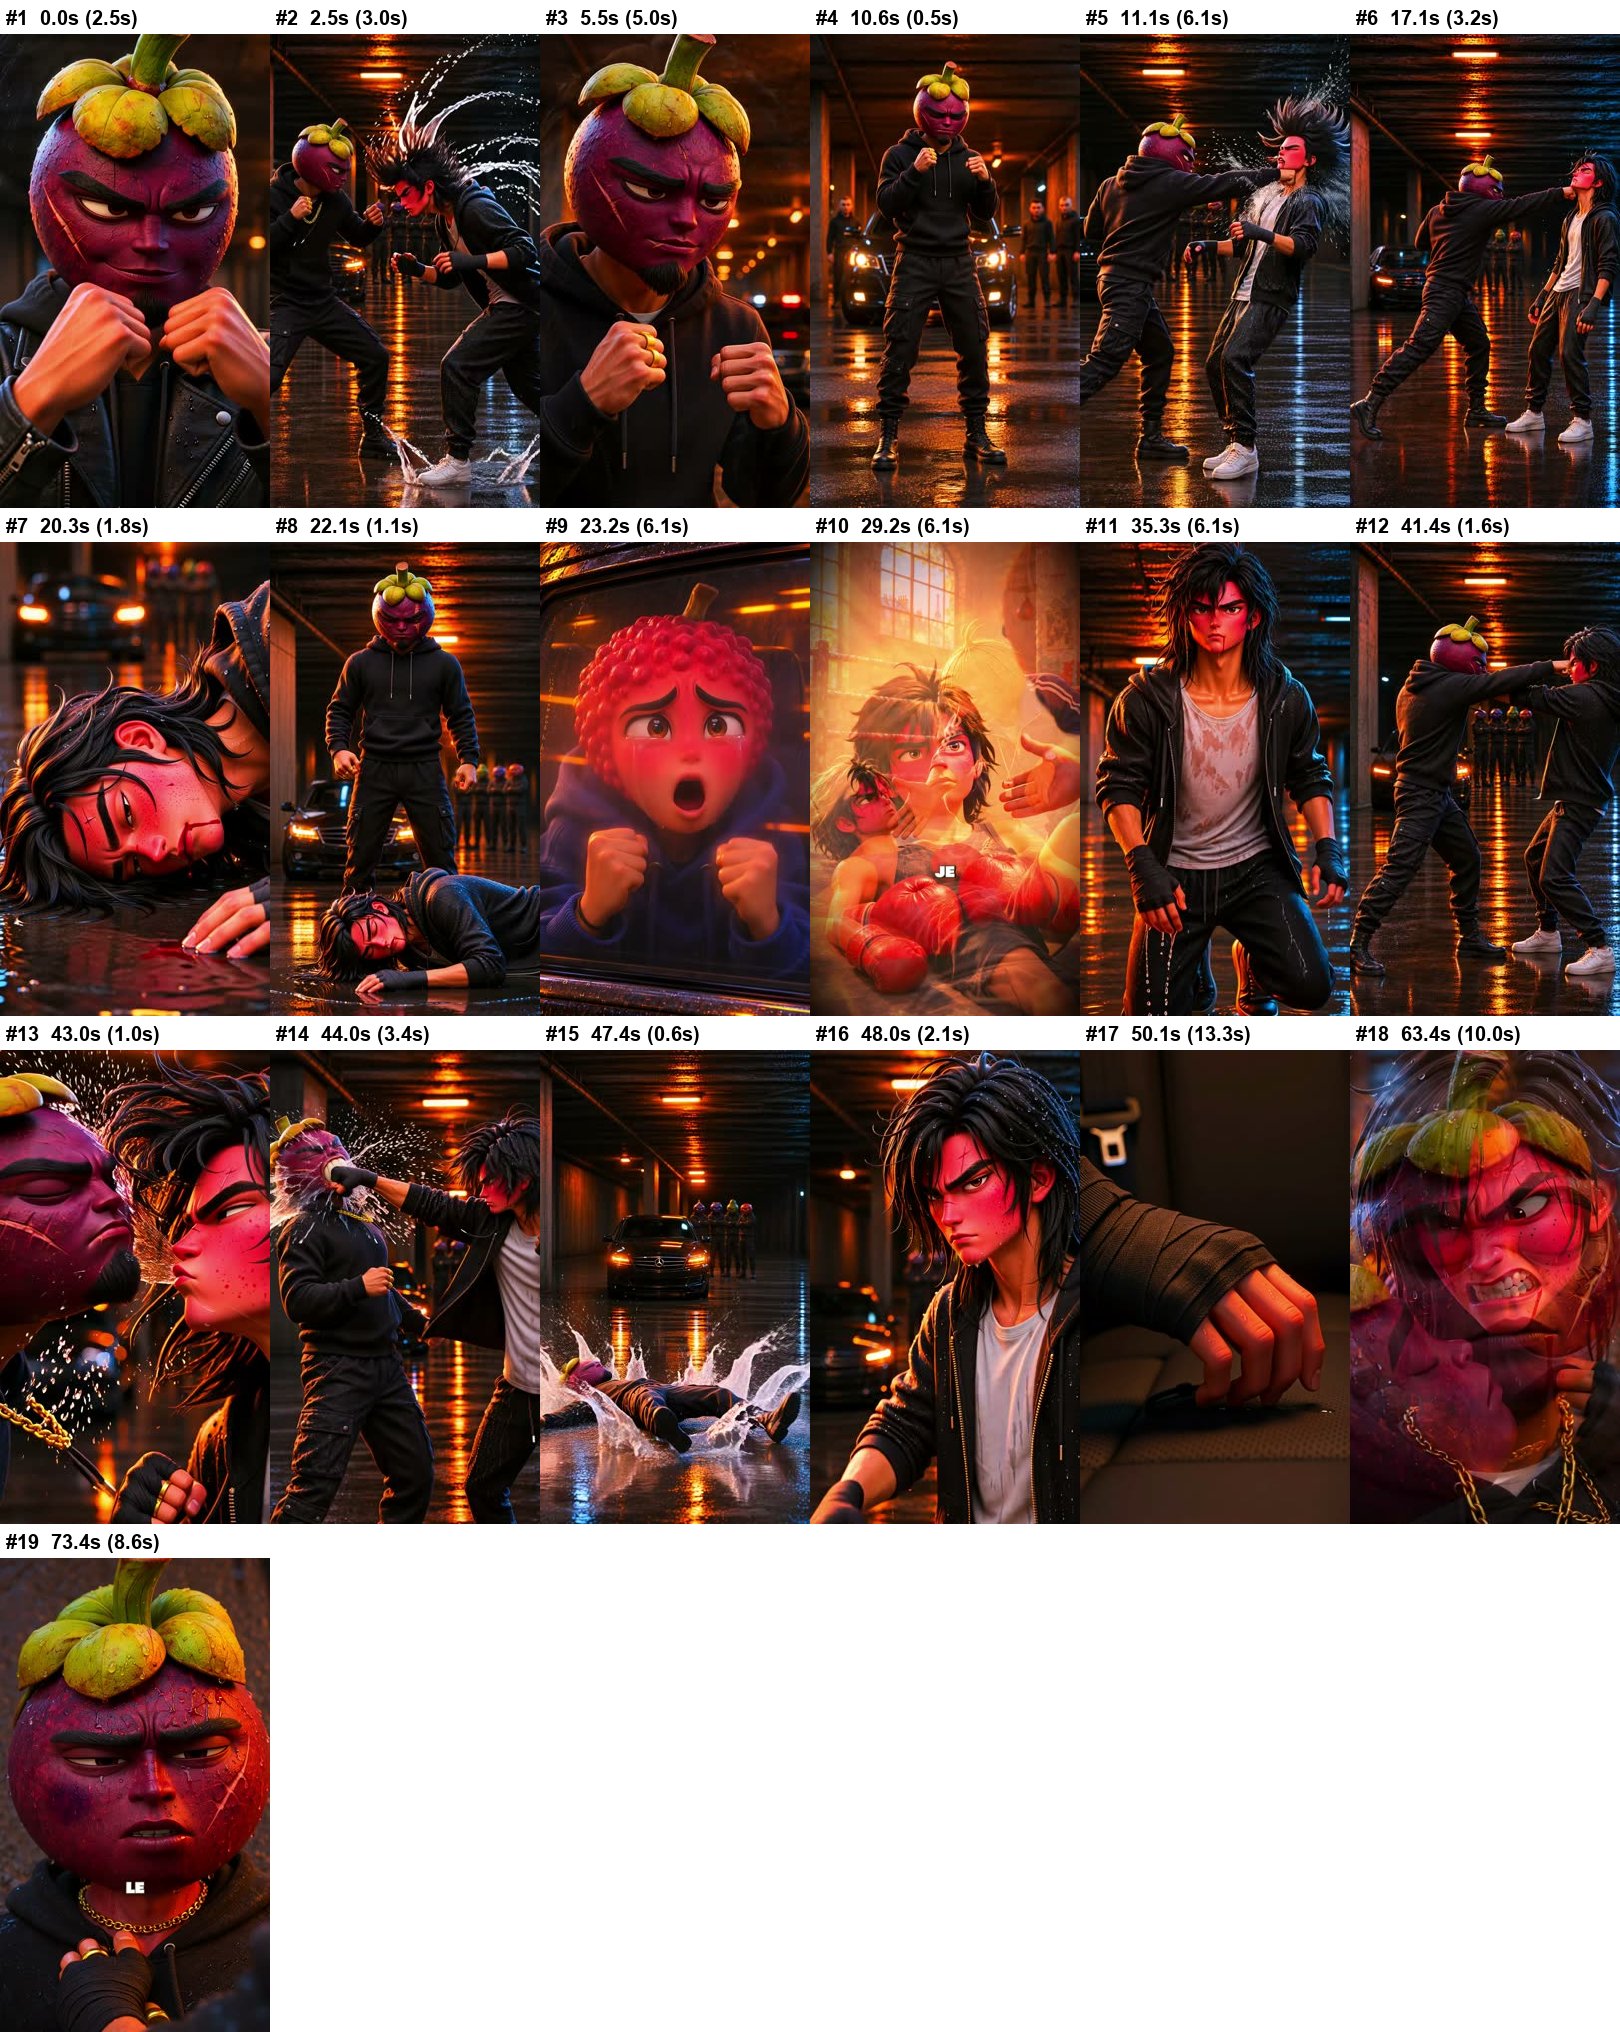 #1 0.0s (2.5s)
#2 2.5s (3.0s)
#3 5.5s (5.0s)
#4 10.6s (0.5s)
#5 11.1s (6.1s)
#6 17.1s (3.2s)
#7 20.3s (1.8s)
#8 22.1s (1.1s)
#9 23.2s (6.1s)
#10 29.2s (6.1s)
#11 35.3s (6.1s)
#12 41.4s (1.6s)
JE
#13 43.0s (1.0s)
#14 44.0s (3.4s)
#15 47.4s (0.6s)
#16 48.0s (2.1s)
#17 50.1s (13.3s)
#18 63.4s (10.0s)
#19 73.4s (8.6s)
LE